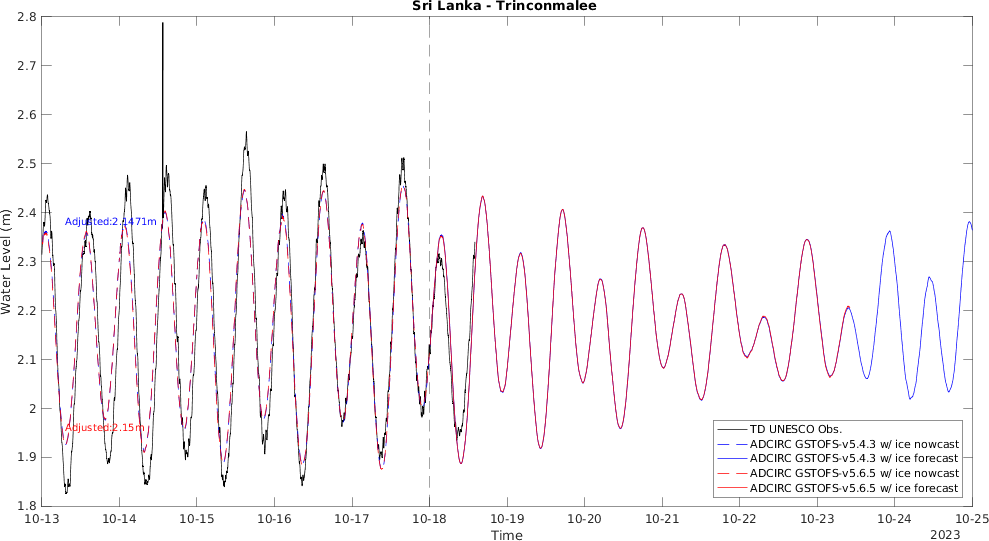 Sri Lanka - Trinconmalee
2.8
2.7
2.6
2.5
2.4
2.3
2.2
2.1
2
1.9
1.8
Water Level (m)
Adjusted:2.1471m
Adjusted:2.15m
TD UNESCO Obs.
ADCIRC GSTOFS-v5.4.3 w/ ice nowcast
ADCIRC GSTOFS-v5.4.3 w/ ice forecast
ADCIRC GSTOFS-v5.6.5 w/ ice nowcast
ADCIRC GSTOFS-v5.6.5 w/ ice forecast
10-13 10-14 10-15 10-16 10-17 10-18 10-19 10-20 10-21 10-22 10-23 10-24 10-25
Time
2023